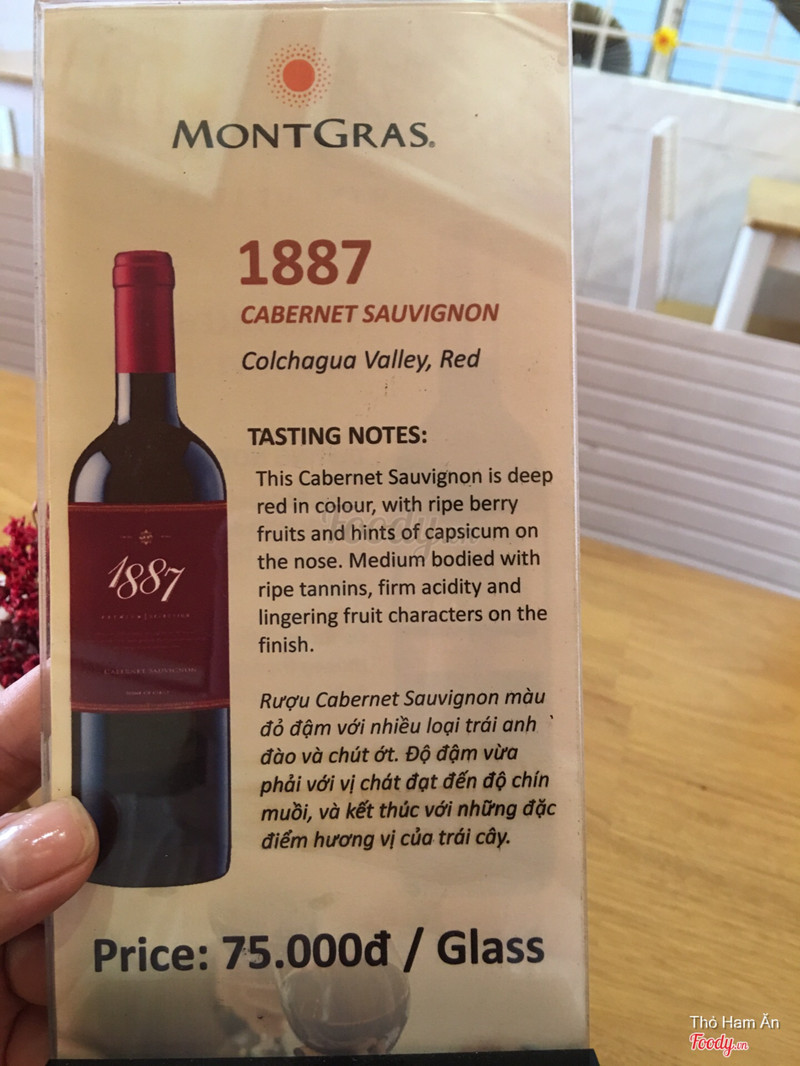 MONTGRAS.
1887
CABERNET SAUVIGNON
Colchagua Valley, Red
TASTING NOTES:
This Cabernet Sauvignon is deep
red in colour, with ripe berry
fruits and hints of capsicum on
the nose. Medium bodied with
ripe tannins, firm acidity and
lingering fruit characters on the
finish.
Rượu Cabernet Sauvignon màu
đỏ đậm với nhiều loại trái anh
đào và chút ớt. Độ đậm vừa
phải với vị chát đạt đến độ chín
muồi, và kết thúc với những đặc
điểm hương vị của trái cây.
1887
CABERNET SAUVIGNON
Price: 75.000đ / Glass
Foody.vn
Thỏ Ham Ăn
Foody.vn